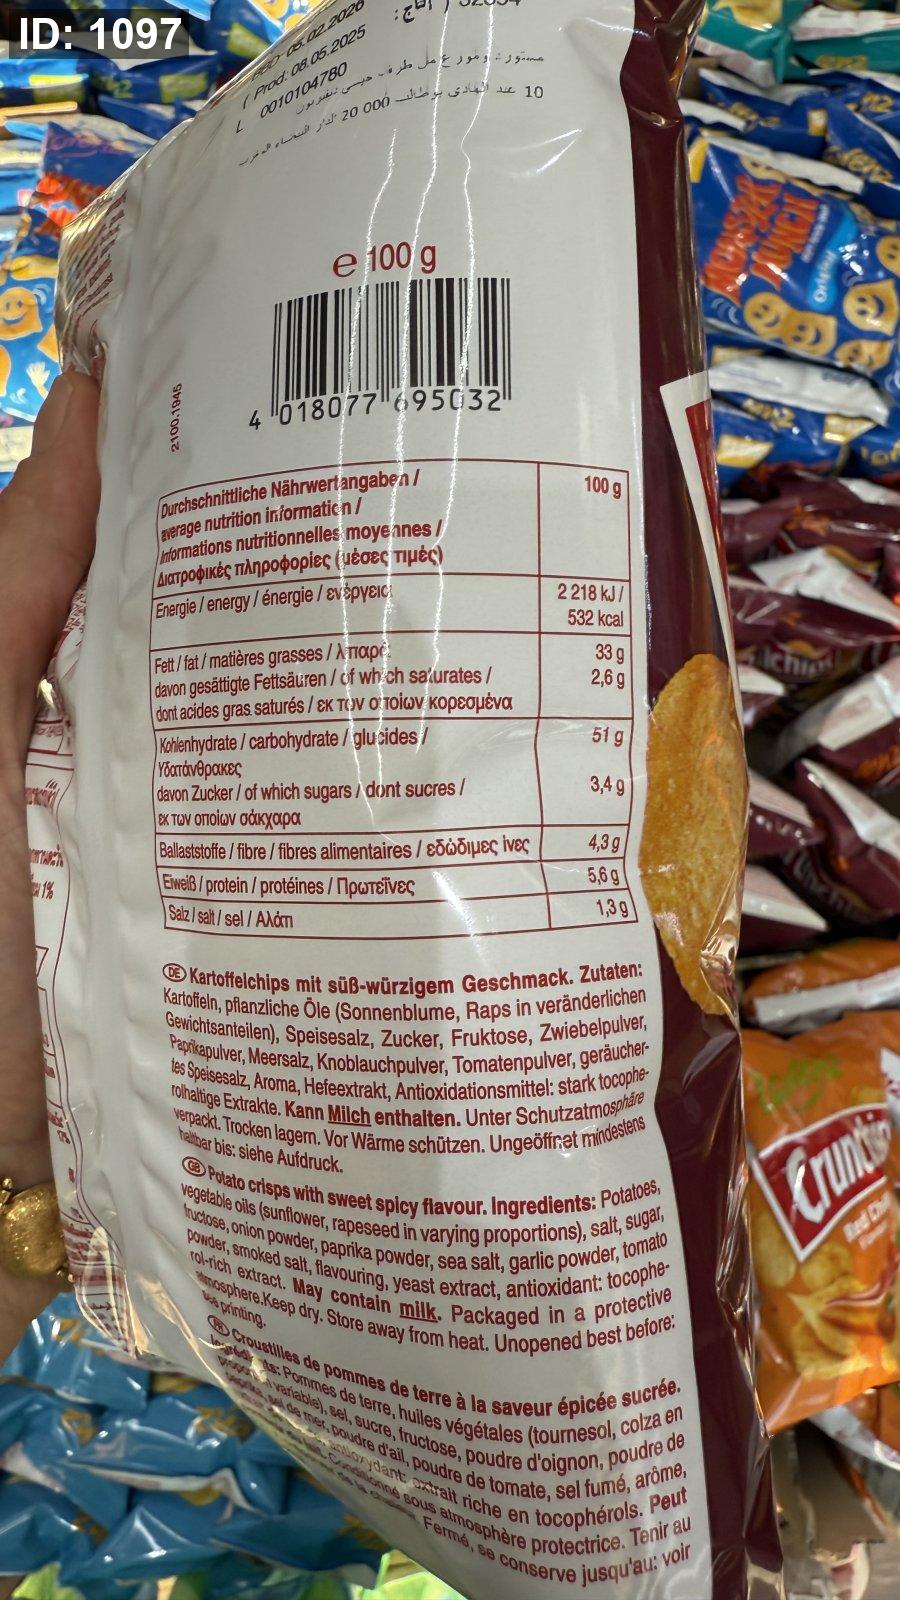 ID: 1097
05.02.2026
( Prod: 08.05.2025
L 0010104780
e 100 g
4 018077 695032
2100.1945
Durchschnittliche Nährwertangaben / 100 g
average nutrition information /
Informations nutritionnelles moyennes /
Διατροφικές πληροφορίες (μέσες τιμές)
Energie / energy / énergie / ενέργεια 2 218 kJ /
532 kcal
Fett / fat / matières grasses / λιπαρά 33 g
davon gesättigte Fettsäuren / of which saturates / 2,6 g
dont acides gras saturés / εκ των οποίων κορεσμένα
Kohlenhydrate / carbohydrate / glucides / 51 g
Υδατάνθρακες
davon Zucker / of which sugars / dont sucres / 3,4 g
εκ των οποίων σάκχαρα
Ballaststoffe / fibre / fibres alimentaires / εδώδιμες ίνες 4,3 g
Eiweiß / protein / protéines / Πρωτεΐνες 5,6 g
Salz / salt / sel / Αλάτι 1,3 g
DE Kartoffelchips mit süß-würzigem Geschmack. Zutaten:
Kartoffeln, pflanzliche Öle (Sonnenblume, Raps in veränderlichen
Gewichtsanteilen), Speisesalz, Zucker, Fruktose, Zwiebelpulver,
Paprikapulver, Meersalz, Knoblauchpulver, Tomatenpulver, geräucher-
tes Speisesalz, Aroma, Hefeextrakt, Antioxidationsmittel: stark tocophe-
rolhaltige Extrakte. Kann Milch enthalten. Unter Schutzatmosphäre
verpackt. Trocken lagern. Vor Wärme schützen. Ungeöffnet mindestens
haltbar bis: siehe Aufdruck.
GB Potato crisps with sweet spicy flavour. Ingredients: Potatoes,
vegetable oils (sunflower, rapeseed in varying proportions), salt, sugar,
fructose, onion powder, paprika powder, sea salt, garlic powder, tomato
powder, smoked salt, flavouring, yeast extract, antioxidant: tocophe-
rol-rich extract. May contain milk. Packaged in a protective
atmosphere.Keep dry. Store away from heat. Unopened best before:
see printing.
FR Croustilles de pommes de terre à la saveur épicée sucrée.
Ingrédients: Pommes de terre, huiles végétales (tournesol, colza en
proportion variable), sel, sucre, fructose, poudre d'oignon, poudre de
paprika, sel de mer, poudre d'ail, poudre de tomate, sel fumé, arôme,
antioxydant: extrait riche en tocophérols. Peut
Conditionné sous atmosphère protectrice. Tenir au
Fermé, se conserve jusqu'au: voir